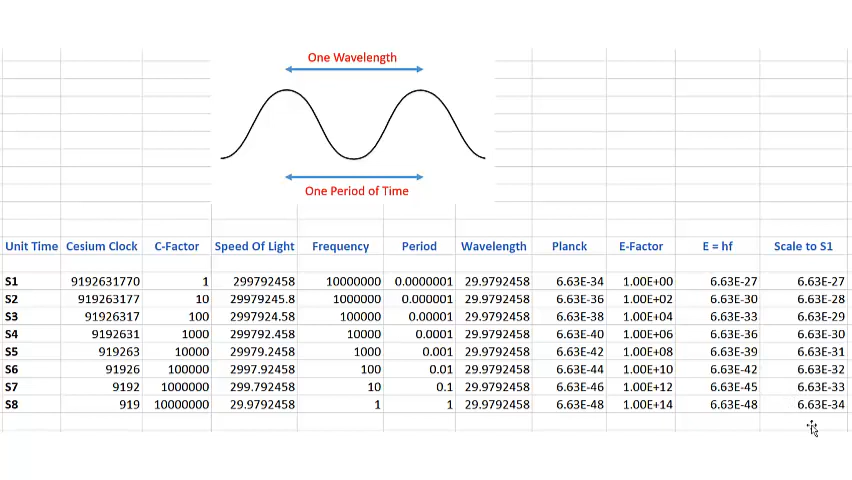 One Wavelength
One Period of Time
Unit Time Cesium Clock C-Factor Speed Of Light Frequency Period Wavelength Planck E-Factor E = hf Scale to S1
S1 9192631770 1 299792458 10000000 0.0000001 29.9792458 6.63E-34 1.00E+00 6.63E-27 6.63E-27
S2 919263177 10 29979245.8 1000000 0.000001 29.9792458 6.63E-36 1.00E+02 6.63E-30 6.63E-28
S3 91926317 100 2997924.58 100000 0.00001 29.9792458 6.63E-38 1.00E+04 6.63E-33 6.63E-29
S4 9192631 1000 299792.458 10000 0.0001 29.9792458 6.63E-40 1.00E+06 6.63E-36 6.63E-30
S5 919263 10000 29979.2458 1000 0.001 29.9792458 6.63E-42 1.00E+08 6.63E-39 6.63E-31
S6 91926 100000 2997.92458 100 0.01 29.9792458 6.63E-44 1.00E+10 6.63E-42 6.63E-32
S7 9192 1000000 299.792458 10 0.1 29.9792458 6.63E-46 1.00E+12 6.63E-45 6.63E-33
S8 919 10000000 29.9792458 1 1 29.9792458 6.63E-48 1.00E+14 6.63E-48 6.63E-34